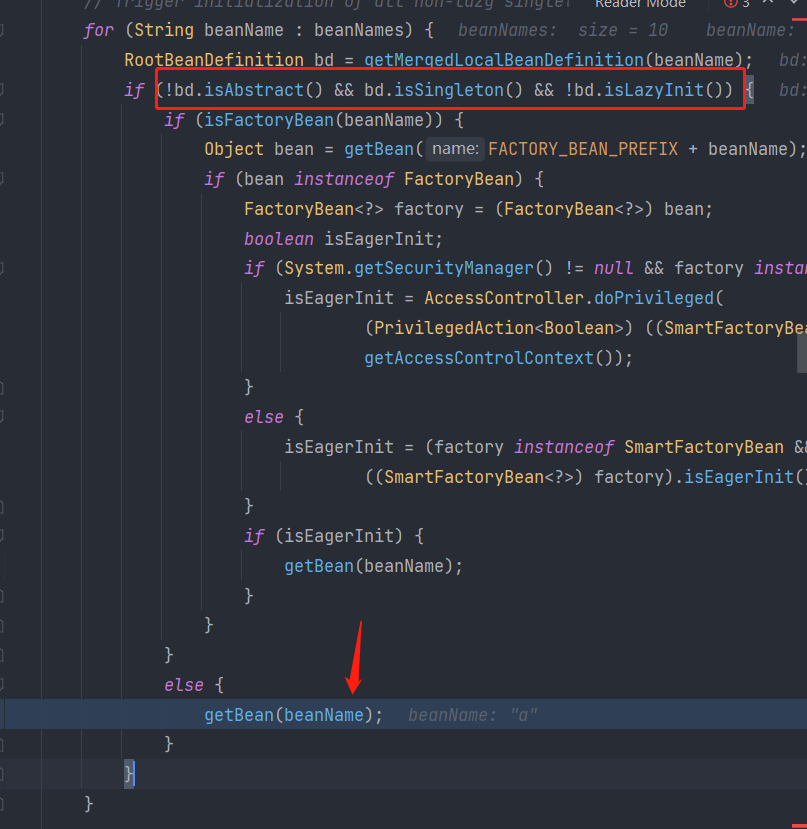 // Trigger initialization of all non-lazy singlet Reader Mode 3
for (String beanName : beanNames) { beanNames: size = 10 beanName:
RootBeanDefinition bd = getMergedLocalBeanDefinition(beanName); bd:
if (!bd.isAbstract() && bd.isSingleton() && !bd.isLazyInit()) { bd:
if (isFactoryBean(beanName)) {
Object bean = getBean( name: FACTORY_BEAN_PREFIX + beanName);
if (bean instanceof FactoryBean) {
FactoryBean<?> factory = (FactoryBean<?>) bean;
boolean isEagerInit;
if (System.getSecurityManager() != null && factory instan
isEagerInit = AccessController.doPrivileged(
(PrivilegedAction<Boolean>) ((SmartFactoryBea
getAccessControlContext());
}
else {
isEagerInit = (factory instanceof SmartFactoryBean &&
((SmartFactoryBean<?>) factory).isEagerInit()
}
if (isEagerInit) {
getBean(beanName);
}
}
}
else {
getBean(beanName); beanName: "a"
}
}
}